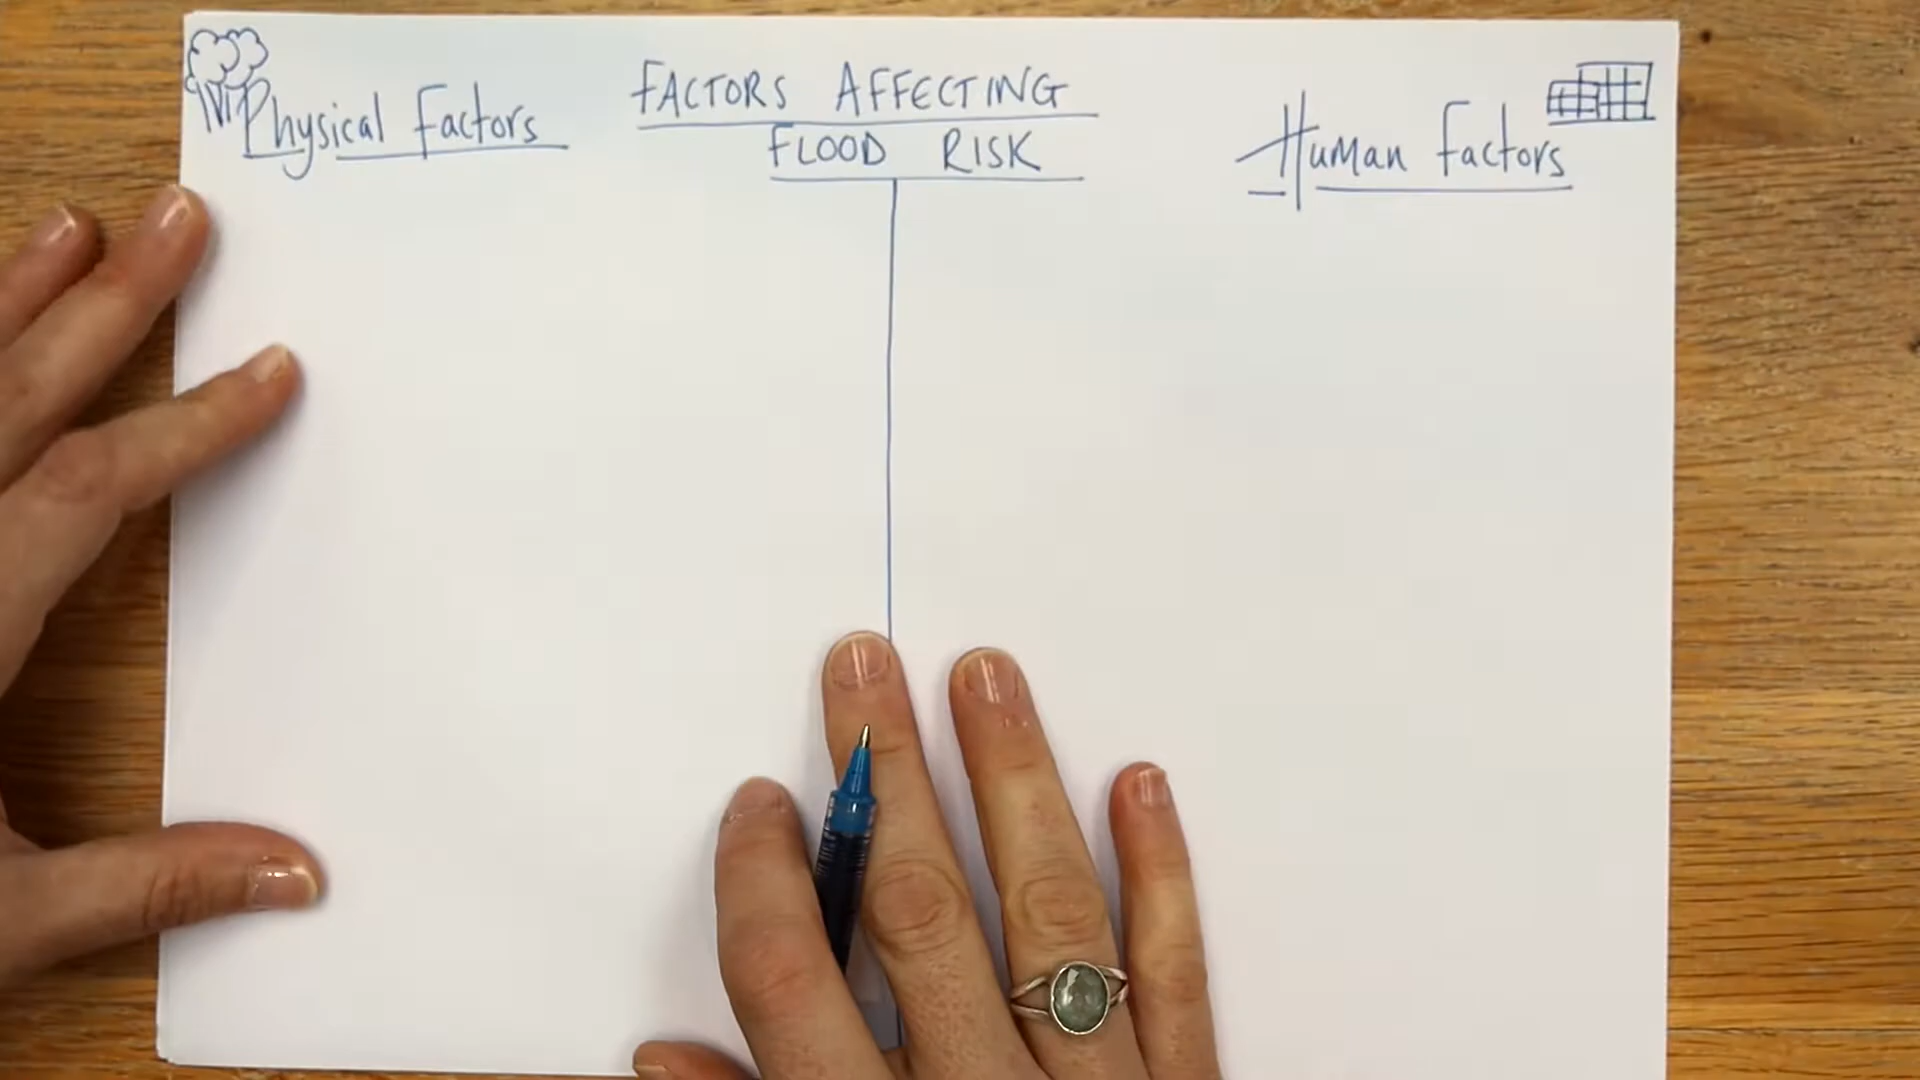 FACTORS AFFECTING
FLOOD RISK
Physical Factors
Human Factors